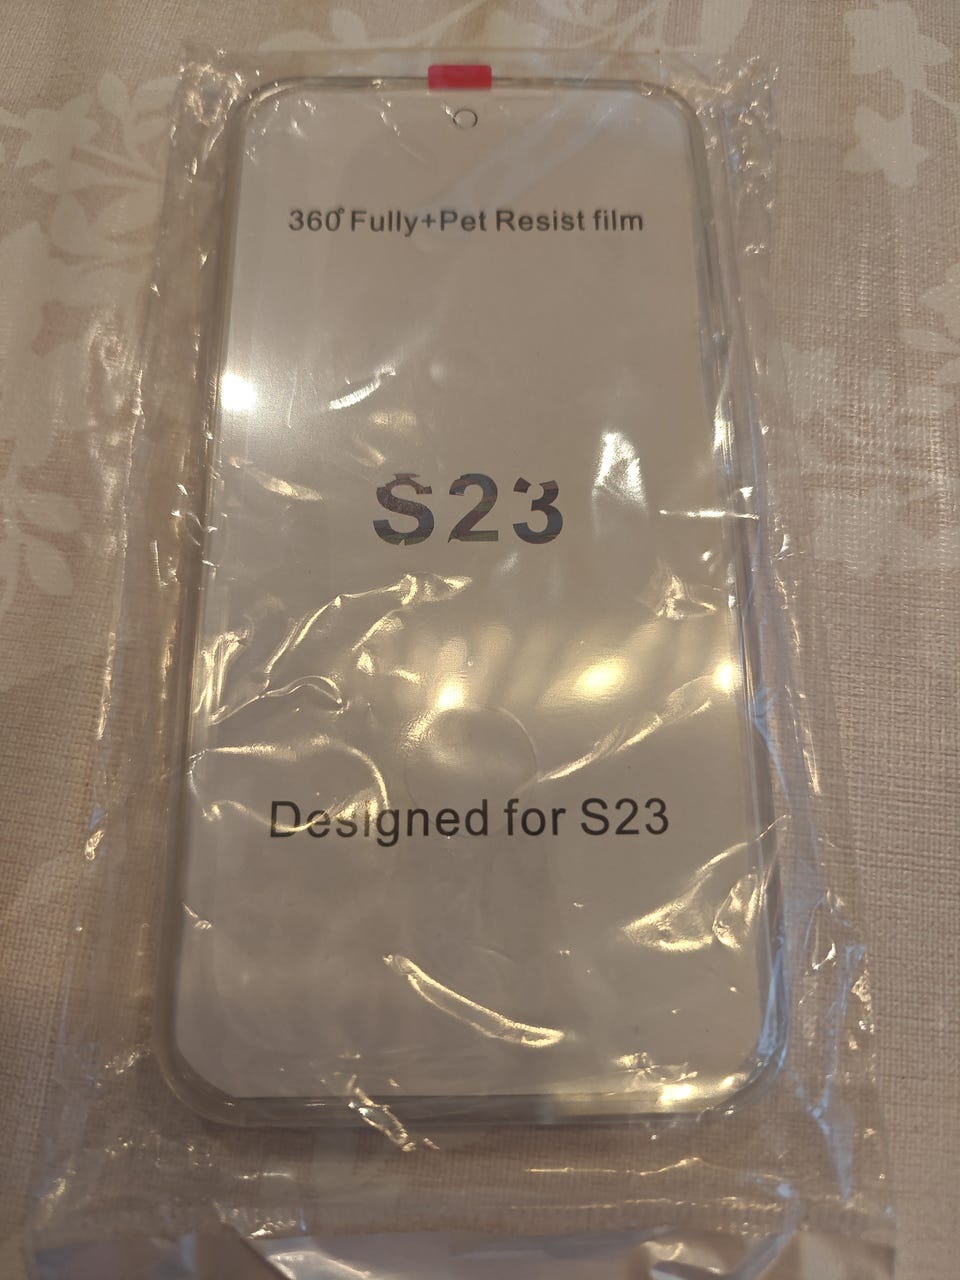 360° Fully+Pet Resist film
S23
Designed for S23